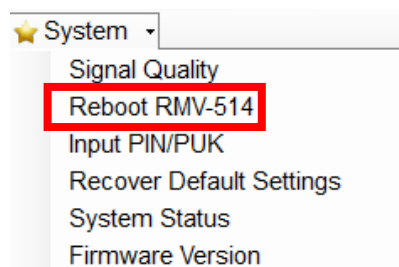 System
Signal Quality
Reboot RMV-514
Input PIN/PUK
Recover Default Settings
System Status
Firmware Version